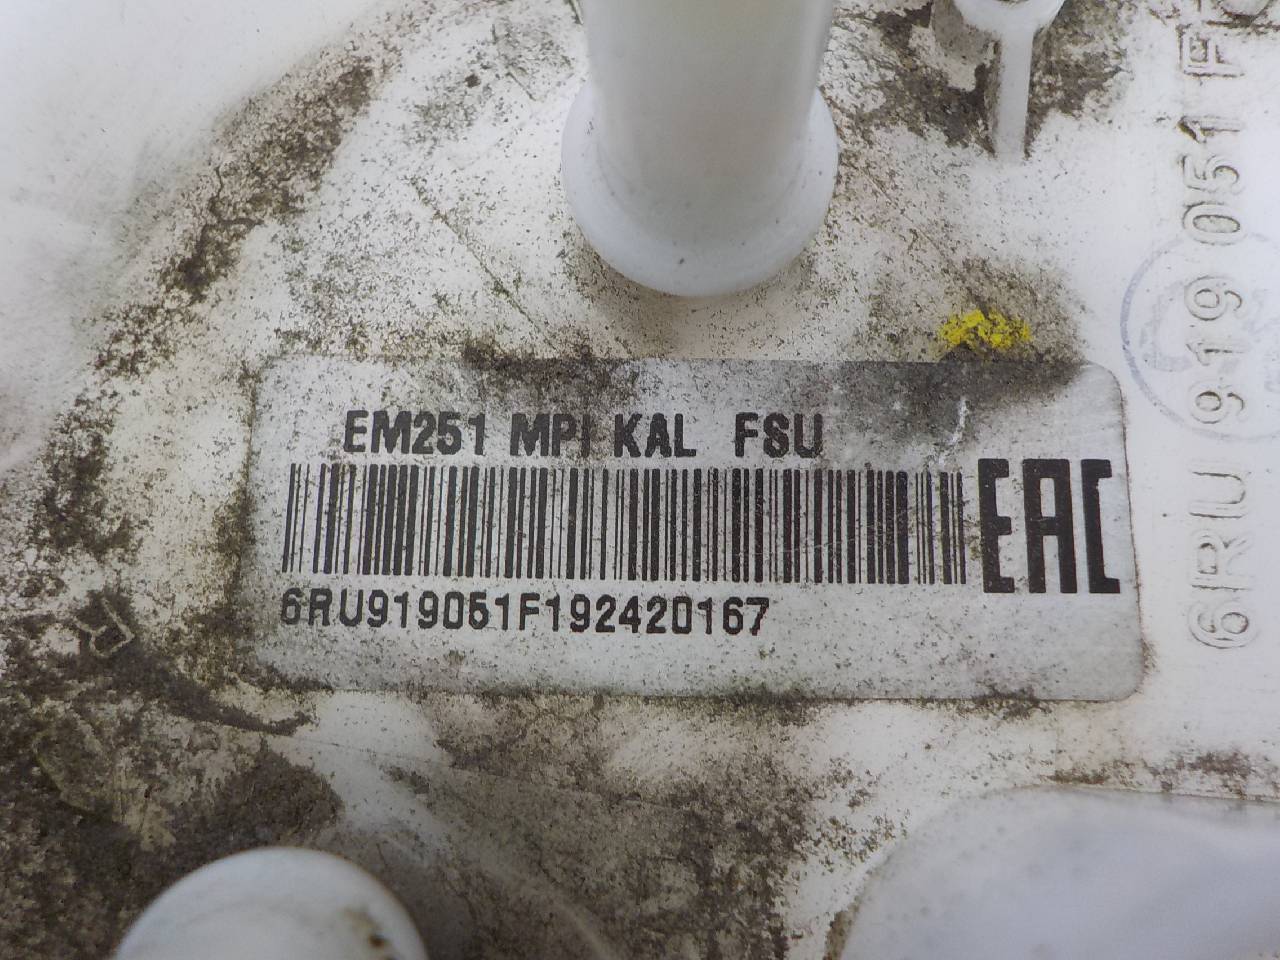 EM251 MPI KAL FSU
EAC
6RU919051F192420167
6RU 919 051 F